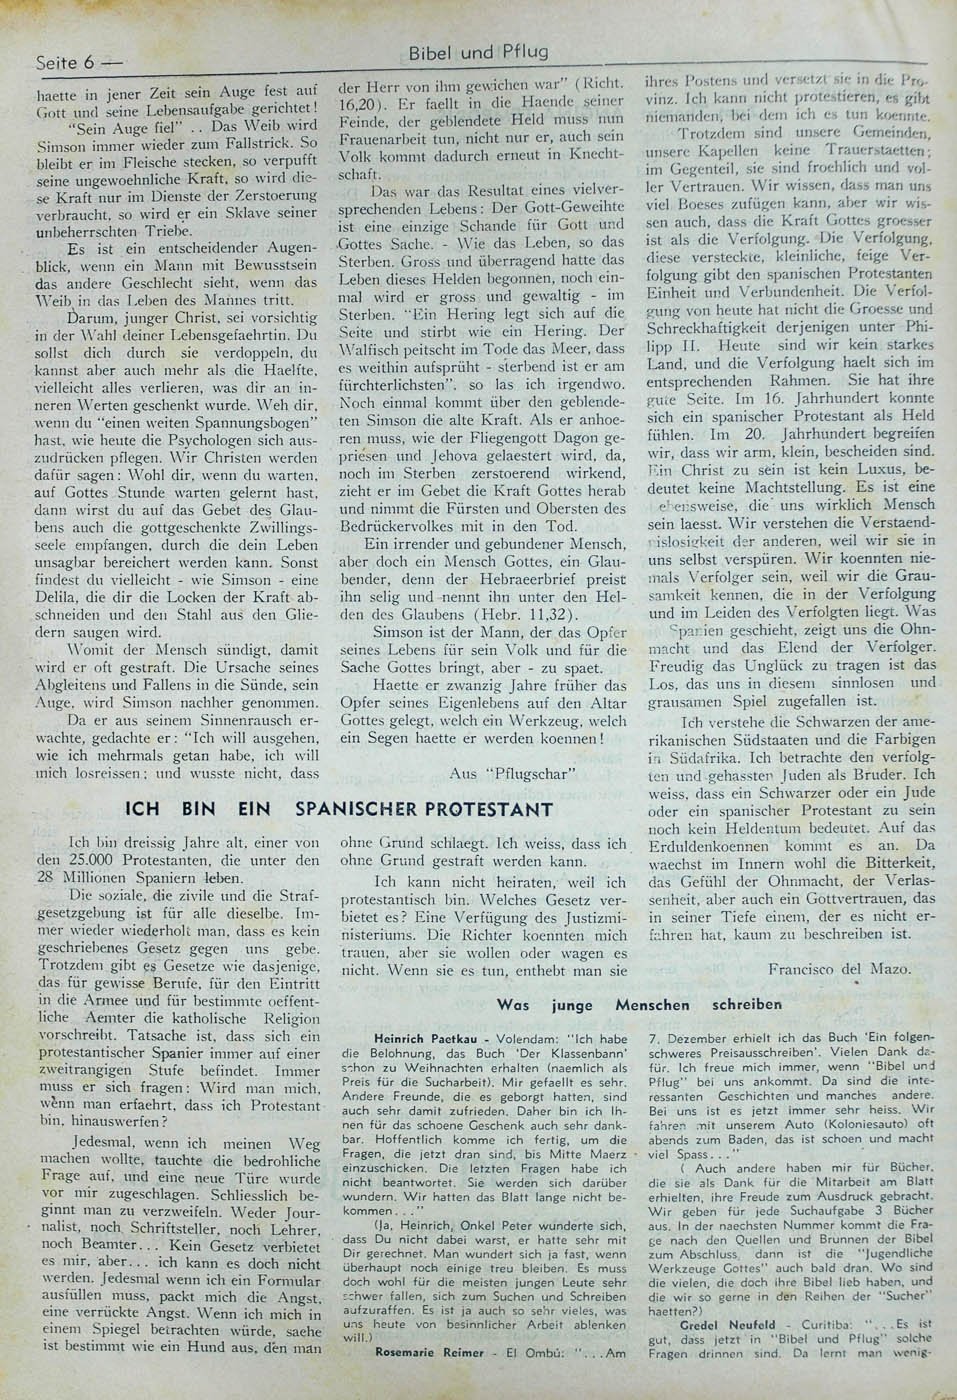 Seite 6 —
Bibel und Pflug
haette in jener Zeit sein Auge fest auf
Gott und seine Lebensaufgabe gerichtet!
"Sein Auge fiel" .. Das Weib wird
Simson immer wieder zum Fallstrick. So
bleibt er im Fleische stecken, so verpufft
seine ungewoehnliche Kraft, so wird die-
se Kraft nur im Dienste der Zerstoerung
verbraucht, so wird er ein Sklave seiner
unbeherrschten Triebe.
Es ist ein entscheidender Augen-
blick, wenn ein Mann mit Bewusstsein
das andere Geschlecht sieht, wenn das
Weib in das Leben des Mannes tritt.
Darum, junger Christ, sei vorsichtig
in der Wahl deiner Lebensgefaehrtin. Du
sollst dich durch sie verdoppeln, du
kannst aber auch mehr als die Haelfte,
vielleicht alles verlieren, was dir an in-
neren Werten geschenkt wurde. Weh dir,
wenn du "einen weiten Spannungsbogen"
hast, wie heute die Psychologen sich aus-
zudrücken pflegen. Wir Christen werden
dafür sagen: Wohl dir, wenn du warten,
auf Gottes Stunde warten gelernt hast,
dann wirst du auf das Gebet des Glau-
bens auch die gottgeschenkte Zwillings-
seele empfangen, durch die dein Leben
unsagbar bereichert werden kann. Sonst
findest du vielleicht - wie Simson - eine
Delila, die dir die Locken der Kraft ab-
schneiden und den Stahl aus den Glie-
dern saugen wird.
Womit der Mensch sündigt, damit
wird er oft gestraft. Die Ursache seines
Abgleitens und Fallens in die Sünde, sein
Auge, wird Simson nachher genommen.
Da er aus seinem Sinnenrausch er-
wachte, gedachte er: "Ich will ausgehen,
wie ich mehrmals getan habe, ich will
mich losreissen; und wusste nicht, dass
der Herr von ihm gewichen war" (Richt.
16,20). Er faellt in die Haende seiner
Feinde, der geblendete Held muss nun
Frauenarbeit tun, nicht nur er, auch sein
Volk kommt dadurch erneut in Knecht-
schaft.
Das war das Resultat eines vielver-
sprechenden Lebens: Der Gott-Geweihte
ist eine einzige Schande für Gott und
Gottes Sache. - Wie das Leben, so das
Sterben. Gross und überragend hatte das
Leben dieses Helden begonnen, noch ein-
mal wird er gross und gewaltig - im
Sterben. "Ein Hering legt sich auf die
Seite und stirbt wie ein Hering. Der
Walfisch peitscht im Tode das Meer, dass
es weithin aufsprüht - sterbend ist er am
fürchterlichsten", so las ich irgendwo.
Noch einmal kommt über den geblende-
ten Simson die alte Kraft. Als er anhoe-
ren muss, wie der Fliegengott Dagon ge-
priesen und Jehova gelaestert wird, da,
noch im Sterben zerstoerend wirkend,
zieht er im Gebet die Kraft Gottes herab
und nimmt die Fürsten und Obersten des
Bedrückervolkes mit in den Tod.
Ein irrender und gebundener Mensch,
aber doch ein Mensch Gottes, ein Glau-
bender, denn der Hebraeerbrief preist
ihn selig und nennt ihn unter den Hel-
den des Glaubens (Hebr. 11,32).
Simson ist der Mann, der das Opfer
seines Lebens für sein Volk und für die
Sache Gottes bringt, aber - zu spaet.
Haette er zwanzig Jahre früher das
Opfer seines Eigenlebens auf den Altar
Gottes gelegt, welch ein Werkzeug, welch
ein Segen haette er werden koennen!
Aus "Pflugschar"
ICH BIN EIN SPANISCHER PROTESTANT
Ich bin dreissig Jahre alt, einer von
den 25.000 Protestanten, die unter den
28 Millionen Spaniern leben.
Die soziale, die zivile und die Straf-
gesetzgebung ist für alle dieselbe. Im-
mer wieder wiederholt man, dass es kein
geschriebenes Gesetz gegen uns gebe.
Trotzdem gibt es Gesetze wie dasjenige,
das für gewisse Berufe, für den Eintritt
in die Armee und für bestimmte oeffent-
liche Aemter die katholische Religion
vorschreibt. Tatsache ist, dass sich ein
protestantischer Spanier immer auf einer
zweitrangigen Stufe befindet. Immer
muss er sich fragen: Wird man mich,
wenn man erfaehrt, dass ich Protestant
bin, hinauswerfen?
Jedesmal, wenn ich meinen Weg
machen wollte, tauchte die bedrohliche
Frage auf, und eine neue Türe wurde
vor mir zugeschlagen. Schliesslich be-
ginnt man zu verzweifeln. Weder Jour-
nalist, noch Schriftsteller, noch Lehrer,
noch Beamter... Kein Gesetz verbietet
es mir, aber... ich kann es doch nicht
werden. Jedesmal wenn ich ein Formular
ausfüllen muss, packt mich die Angst,
eine verrückte Angst. Wenn ich mich in
einem Spiegel betrachten würde, saehe
ist bestimmt wie ein Hund aus, den man
ohne Grund schlaegt. Ich weiss, dass ich
ohne Grund gestraft werden kann.
Ich kann nicht heiraten, weil ich
protestantisch bin. Welches Gesetz ver-
bietet es? Eine Verfügung des Justizmi-
nisteriums. Die Richter koennten mich
trauen, aber sie wollen oder wagen es
nicht. Wenn sie es tun, enthebt man sie
ihres Postens und versetzt sie in die Pro-
vinz. Ich kann nicht protestieren, es gibt
niemanden, bei dem ich es tun koennte.
Trotzdem sind unsere Gemeinden,
unsere Kapellen keine Trauerstaetten;
im Gegenteil, sie sind froehlich und vol-
ler Vertrauen. Wir wissen, dass man uns
viel Boeses zufügen kann, aber wir wis-
sen auch, dass die Kraft Gottes groesser
ist als die Verfolgung. Die Verfolgung,
diese versteckte, kleinliche, feige Ver-
folgung gibt den spanischen Protestanten
Einheit und Verbundenheit. Die Verfol-
gung von heute hat nicht die Groesse und
Schreckhaftigkeit derjenigen unter Phi-
lipp II. Heute sind wir kein starkes
Land, und die Verfolgung haelt sich im
entsprechenden Rahmen. Sie hat ihre
gute Seite. Im 16. Jahrhundert konnte
sich ein spanischer Protestant als Held
fühlen. Im 20. Jahrhundert begreifen
wir, dass wir arm, klein, bescheiden sind.
Ein Christ zu sein ist kein Luxus, be-
deutet keine Machtstellung. Es ist eine
ebensweise, die uns wirklich Mensch
sein laesst. Wir verstehen die Verstaend-
nislosigkeit der anderen, weil wir sie in
uns selbst verspüren. Wir koennten nie-
mals Verfolger sein, weil wir die Grau-
samkeit kennen, die in der Verfolgung
und im Leiden des Verfolgten liegt. Was
Spanien geschieht, zeigt uns die Ohn-
macht und das Elend der Verfolger.
Freudig das Unglück zu tragen ist das
Los, das uns in diesem sinnlosen und
grausamen Spiel zugefallen ist.
Ich verstehe die Schwarzen der ame-
rikanischen Südstaaten und die Farbigen
in Südafrika. Ich betrachte den verfolg-
ten und gehassten Juden als Bruder. Ich
weiss, dass ein Schwarzer oder ein Jude
oder ein spanischer Protestant zu sein
noch kein Heldentum bedeutet. Auf das
Erduldenkoennen kommt es an. Da
waechst im Innern wohl die Bitterkeit,
das Gefühl der Ohnmacht, der Verlas-
senheit, aber auch ein Gottvertrauen, das
in seiner Tiefe einem, der es nicht er-
fahren hat, kaum zu beschreiben ist.
Francisco del Mazo.
Was junge Menschen schreiben
Heinrich Paetkau - Volendam: "Ich habe
die Belohnung, das Buch 'Der Klassenbann'
schon zu Weihnachten erhalten (naemlich als
Preis für die Sucharbeit). Mir gefaellt es sehr.
Andere Freunde, die es geborgt hatten, sind
auch sehr damit zufrieden. Daher bin ich Ih-
nen für das schoene Geschenk auch sehr dank-
bar. Hoffentlich komme ich fertig, um die
Fragen, die jetzt dran sind, bis Mitte Maerz
einzuschicken. Die letzten Fragen habe ich
nicht beantwortet. Sie werden sich darüber
wundern. Wir hatten das Blatt lange nicht be-
kommen..."
(Ja, Heinrich, Onkel Peter wunderte sich,
dass Du nicht dabei warst, er hatte sehr mit
Dir gerechnet. Man wundert sich ja fast, wenn
überhaupt noch einige treu bleiben. Es muss
doch wohl für die meisten jungen Leute sehr
schwer fallen, sich zum Suchen und Schreiben
aufzuraffen. Es ist ja auch so sehr vieles, was
uns heute von besinnlicher Arbeit ablenken
will.)
Rosemarie Reimer - El Ombú: "...Am
7. Dezember erhielt ich das Buch 'Ein folgen-
schweres Preisausschreiben'. Vielen Dank da-
für. Ich freue mich immer, wenn "Bibel und
Pflug" bei uns ankommt. Da sind die inte-
ressanten Geschichten und manches andere.
Bei uns ist es jetzt immer sehr heiss. Wir
fahren mit unserem Auto (Koloniesauto) oft
abends zum Baden, das ist schoen und macht
viel Spass..."
( Auch andere haben mir für Bücher,
die sie als Dank für die Mitarbeit am Blatt
erhielten, ihre Freude zum Ausdruck gebracht.
Wir geben für jede Suchaufgabe 3 Bücher
aus. In der naechsten Nummer kommt die Fra-
ge nach den Quellen und Brunnen der Bibel
zum Abschluss, dann ist die "Jugendliche
Werkzeuge Gottes" auch bald dran. Wo sind
die vielen, die doch ihre Bibel lieb haben, und
die wir so gerne in den Reihen der "Sucher"
haetten?)
Gredel Neufeld - Curitiba: "...Es ist
gut, dass jetzt in "Bibel und Pflug" solche
Fragen drinnen sind. Da lernt man wenig-